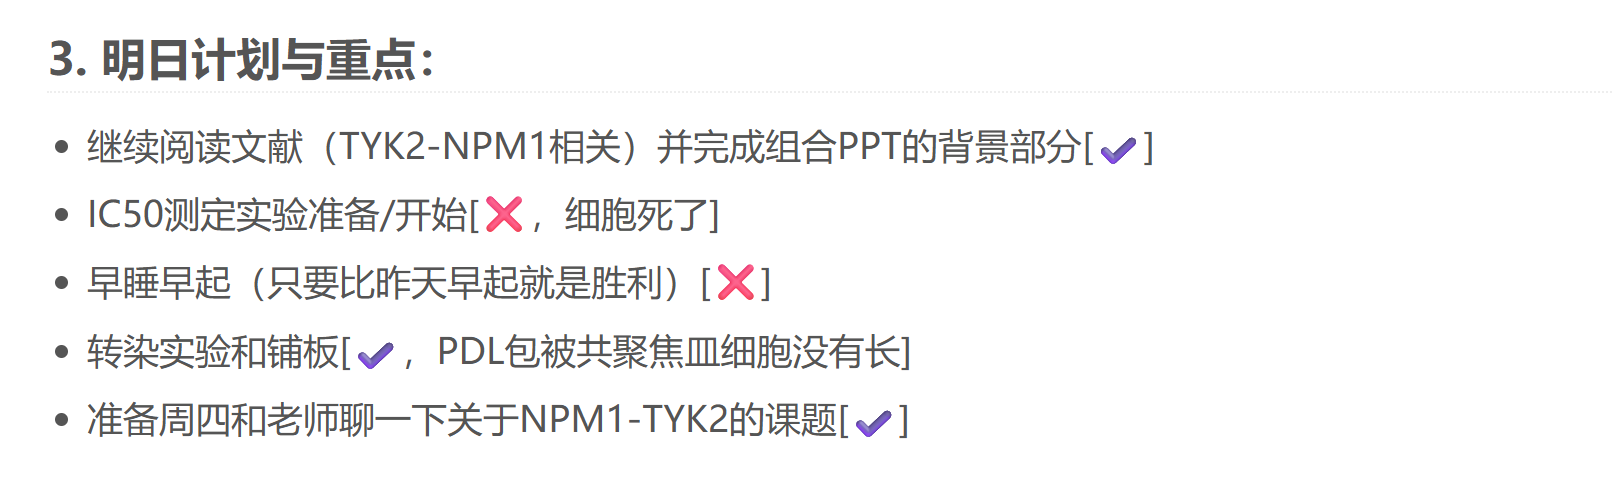 3. 明日计划与重点：
• 继续阅读文献（TYK2-NPM1相关）并完成组合PPT的背景部分[✔]
• IC50测定实验准备/开始[❌，细胞死了]
• 早睡早起（只要比昨天早起就是胜利）[❌]
• 转染实验和铺板[✔，PDL包被共聚焦皿细胞没有长]
• 准备周四和老师聊一下关于NPM1-TYK2的课题[✔]